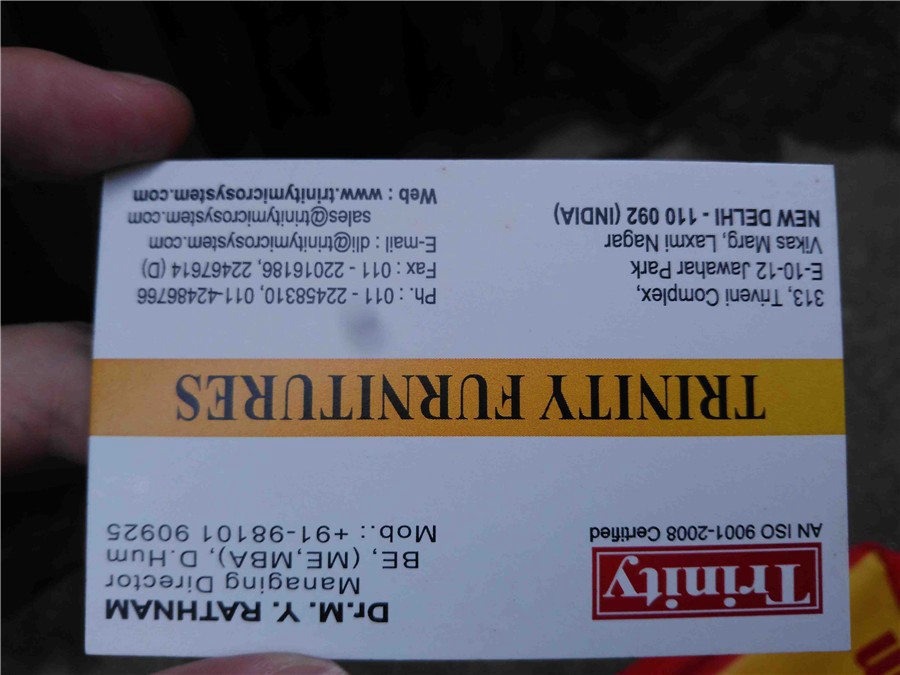 Trinity
AN ISO 9001-2008 Certified
Dr.M. Y. RATHNAM
Managing Director
BE, (ME,MBA), D.Hum
Mob.: +91-98101 90925
TRINITY FURNITURES
313, Triveni Complex,
E-10-12 Jawahar Park
Vikas Marg, Laxmi Nagar
NEW DELHI - 110 092 (INDIA)
Ph. : 011 - 22458310, 011-42486766
Fax : 011 - 22016186, 22467614 (D)
E-mail : dli@trinitymicrosystem.com
sales@trinitymicrosystem.com
Web : www.trinitymicrosystem.com